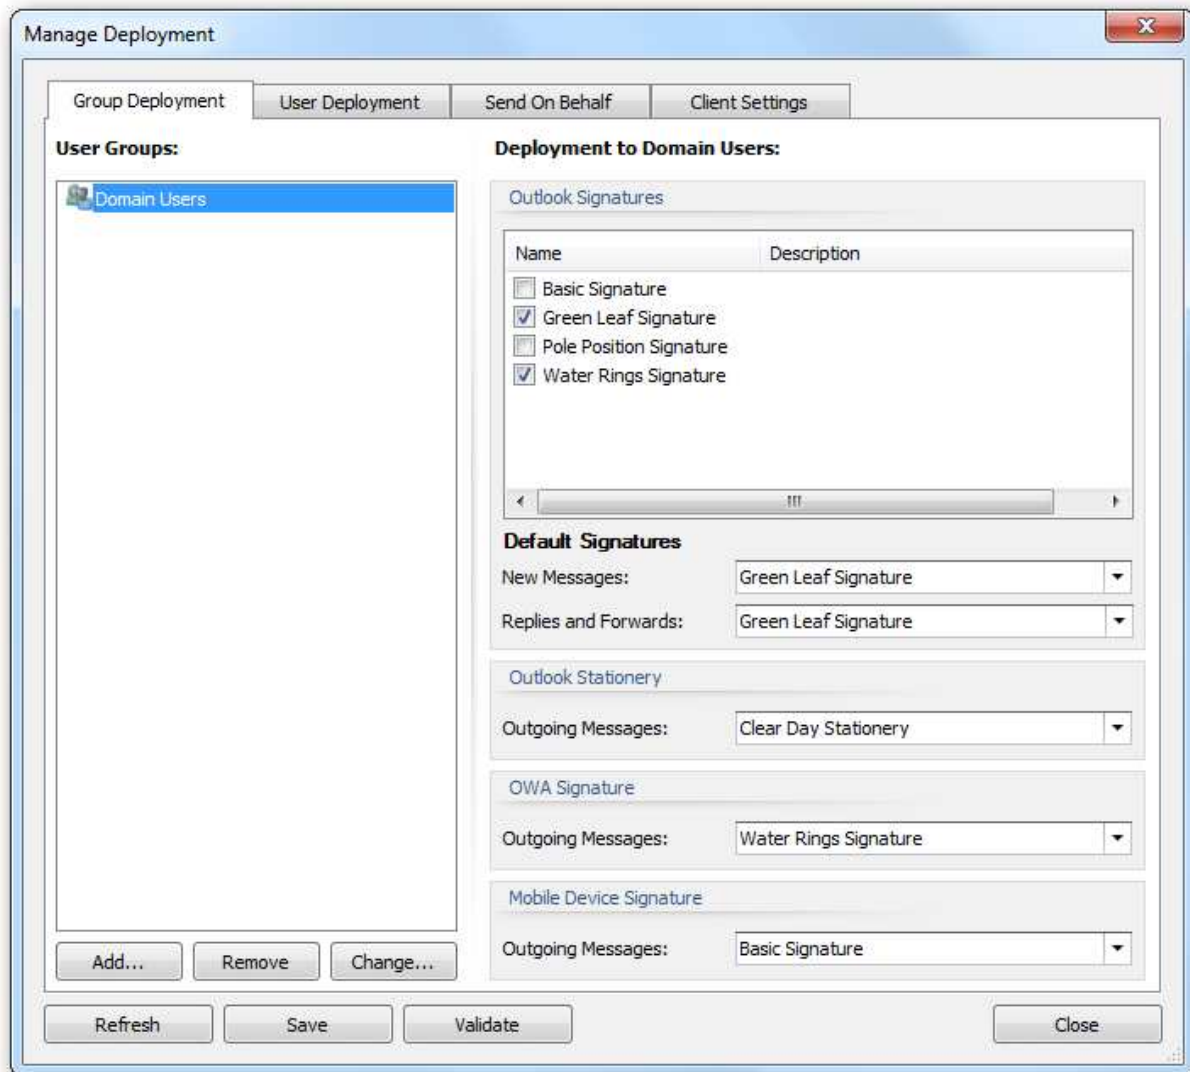 Manage Deployment
Group Deployment User Deployment Send On Behalf Client Settings
User Groups:
Domain Users
Add... Remove Change...
Deployment to Domain Users:
Outlook Signatures
Name Description
Basic Signature
Green Leaf Signature
Pole Position Signature
Water Rings Signature
Default Signatures
New Messages: Green Leaf Signature
Replies and Forwards: Green Leaf Signature
Outlook Stationery
Outgoing Messages: Clear Day Stationery
OWA Signature
Outgoing Messages: Water Rings Signature
Mobile Device Signature
Outgoing Messages: Basic Signature
Refresh Save Validate Close